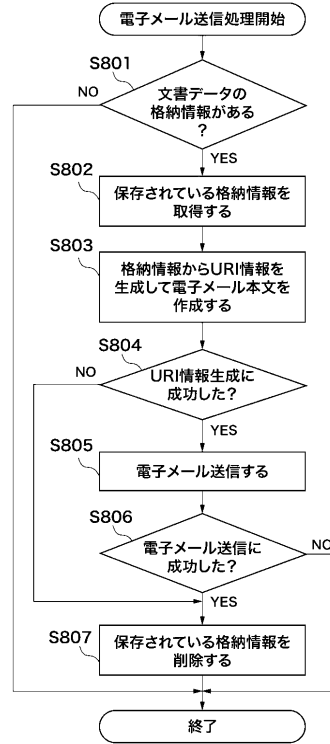 電子メール送信処理開始
S801
NO
文書データの
格納情報がある
?
YES
S802
保存されている格納情報を
取得する
S803
格納情報からURI情報を
生成して電子メール本文を
作成する
S804
NO
URI情報生成に
成功した?
YES
S805
電子メール送信する
S806
電子メール送信に
成功した?
NO
YES
S807
保存されている格納情報を
削除する
終了